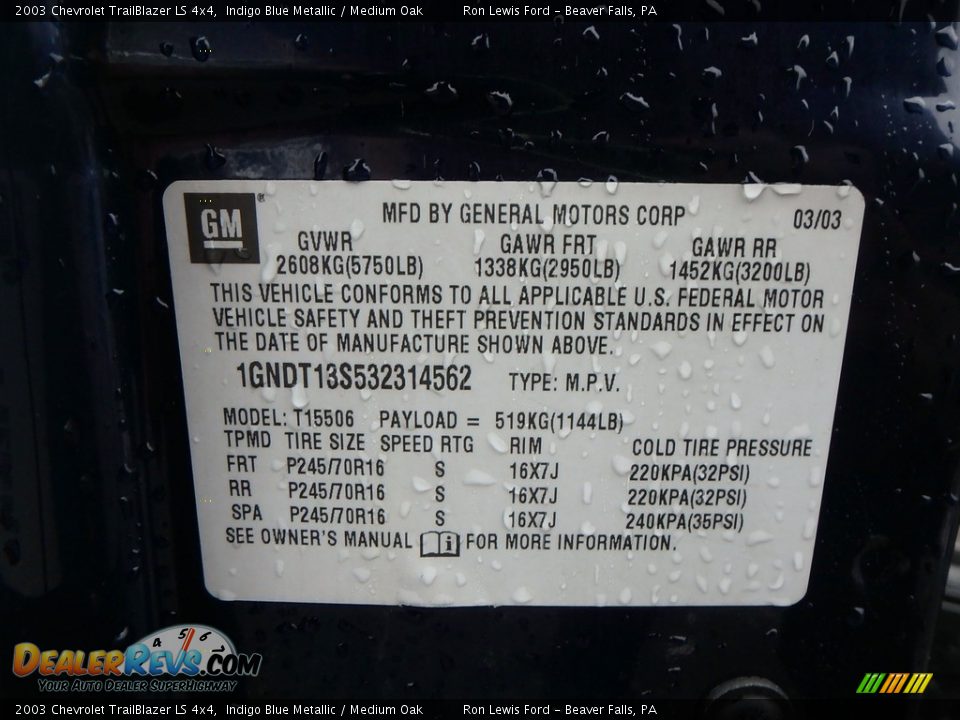 2003 Chevrolet TrailBlazer LS 4x4, Indigo Blue Metallic / Medium Oak Ron Lewis Ford - Beaver Falls, PA
GM ®
MFD BY GENERAL MOTORS CORP 03/03
GVWR GAWR FRT GAWR RR
2608KG(5750LB) 1338KG(2950LB) 1452KG(3200LB)
THIS VEHICLE CONFORMS TO ALL APPLICABLE U.S. FEDERAL MOTOR
VEHICLE SAFETY AND THEFT PREVENTION STANDARDS IN EFFECT ON
THE DATE OF MANUFACTURE SHOWN ABOVE.
1GNDT13S532314562 TYPE: M.P.V.
MODEL: T15506 PAYLOAD = 519KG(1144LB)
TPMD TIRE SIZE SPEED RTG RIM COLD TIRE PRESSURE
FRT P245/70R16 S 16X7J 220KPA(32PSI)
RR P245/70R16 S 16X7J 220KPA(32PSI)
SPA P245/70R16 S 16X7J 240KPA(35PSI)
SEE OWNER'S MANUAL i FOR MORE INFORMATION.
4 5 6
DealerRevs.com
Your Auto Dealer SuperHighway
2003 Chevrolet TrailBlazer LS 4x4, Indigo Blue Metallic / Medium Oak Ron Lewis Ford - Beaver Falls, PA